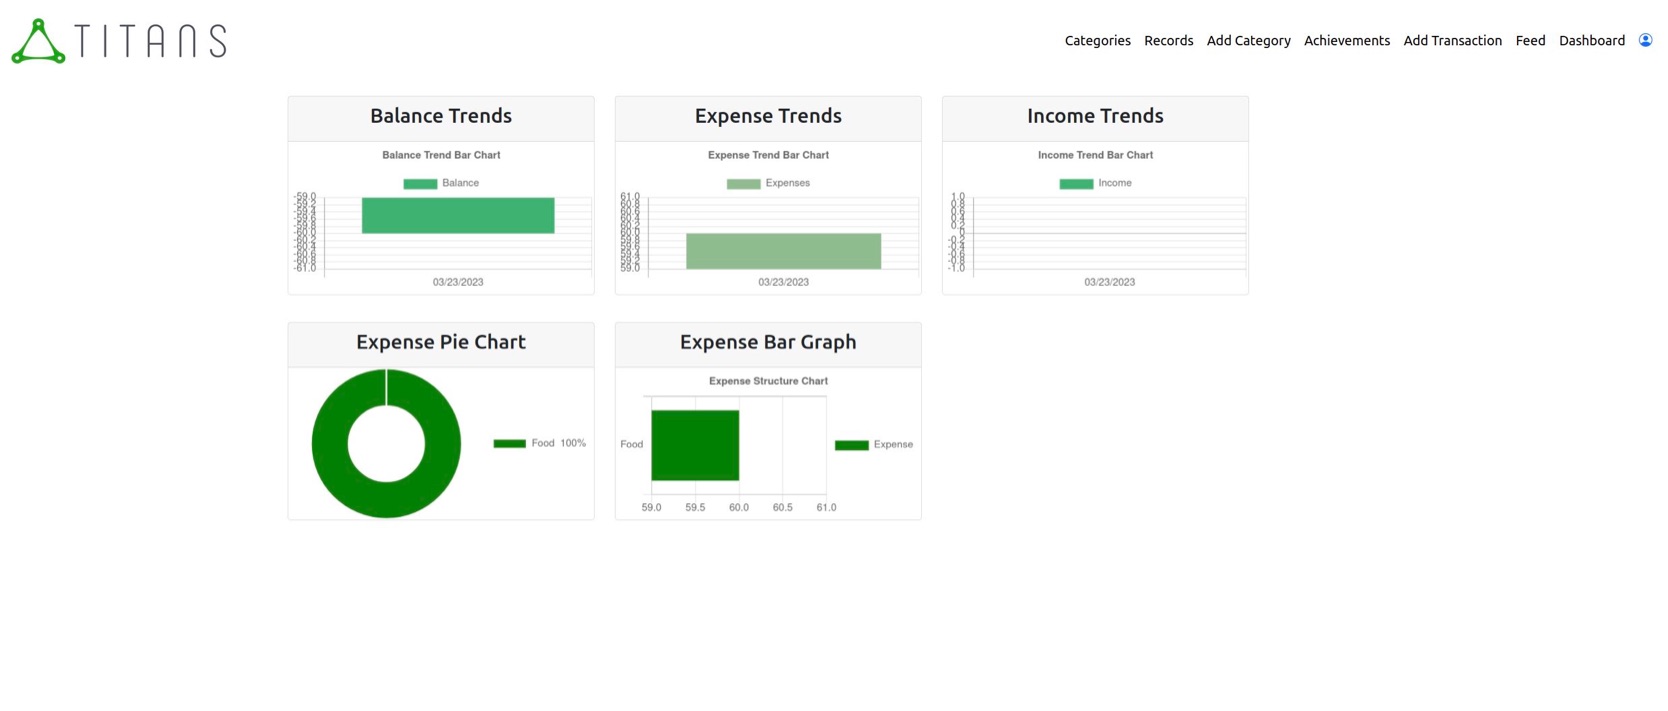 TITANS
Categories Records Add Category Achievements Add Transaction Feed Dashboard
Balance Trends
Balance Trend Bar Chart
Balance
-59.0
-59.2
-59.4
-59.6
-59.8
-60.0
-60.2
-60.4
-60.6
-60.8
-61.0
03/23/2023
Expense Trends
Expense Trend Bar Chart
Expenses
61.0
60.8
60.6
60.4
60.2
60.0
59.8
59.6
59.4
59.2
59.0
03/23/2023
Income Trends
Income Trend Bar Chart
Income
1.0
0.8
0.6
0.4
0.2
0
-0.2
-0.4
-0.6
-0.8
-1.0
03/23/2023
Expense Pie Chart
Food 100%
Expense Bar Graph
Expense Structure Chart
Food
Expense
59.0 59.5 60.0 60.5 61.0